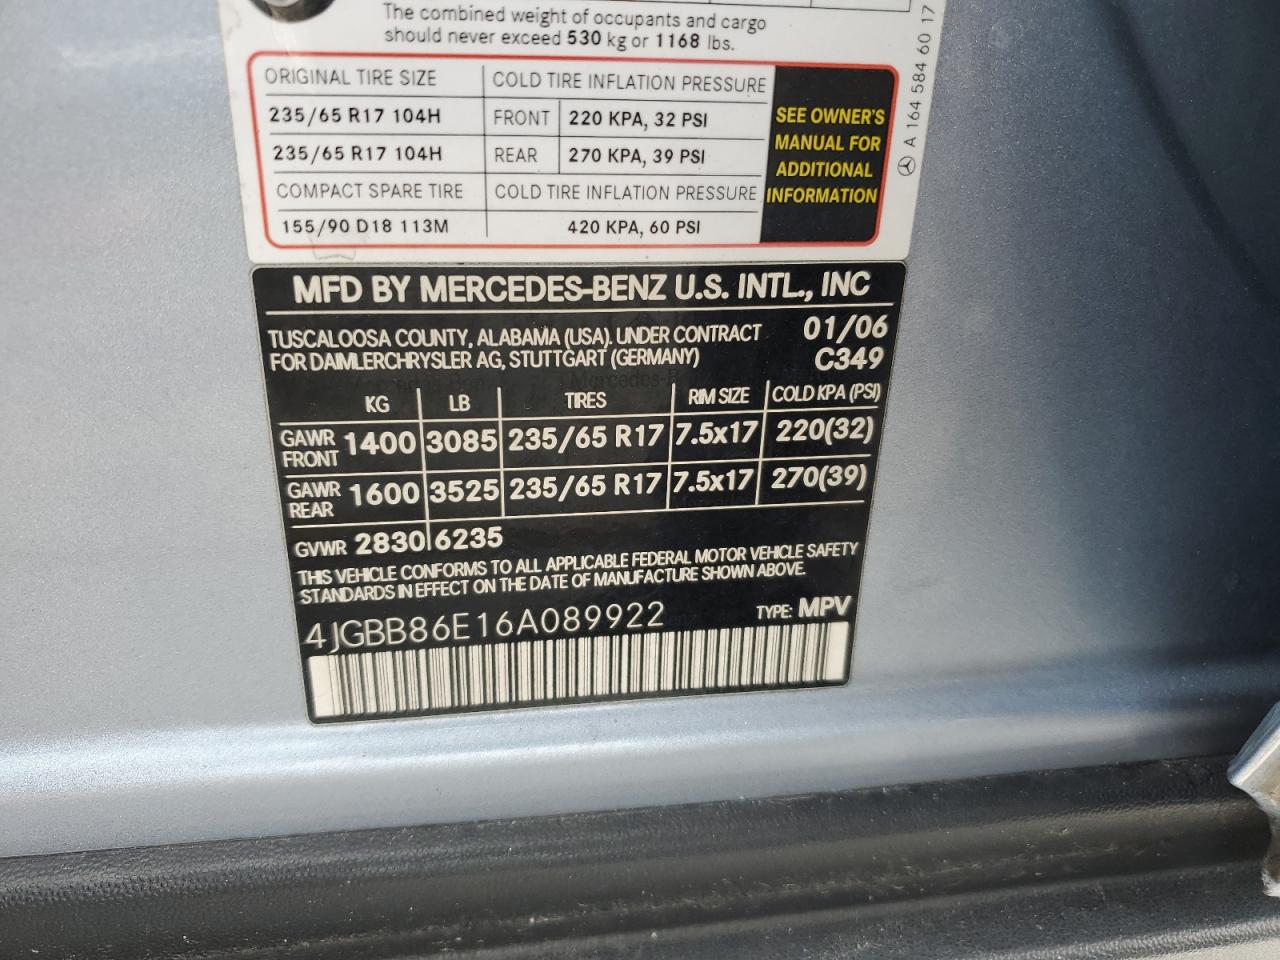 The combined weight of occupants and cargo
should never exceed 530 kg or 1168 lbs.
ORIGINAL TIRE SIZE COLD TIRE INFLATION PRESSURE
235/65 R17 104H FRONT 220 KPA, 32 PSI
235/65 R17 104H REAR 270 KPA, 39 PSI
COMPACT SPARE TIRE COLD TIRE INFLATION PRESSURE
155/90 D18 113M 420 KPA, 60 PSI
SEE OWNER'S
MANUAL FOR
ADDITIONAL
INFORMATION
A 164 584 60 17
MFD BY MERCEDES-BENZ U.S. INTL., INC
TUSCALOOSA COUNTY, ALABAMA (USA). UNDER CONTRACT 01/06
FOR DAIMLERCHRYSLER AG, STUTTGART (GERMANY) C349
KG LB TIRES RIM SIZE COLD KPA (PSI)
GAWR FRONT 1400 3085 235/65 R17 7.5x17 220(32)
GAWR REAR 1600 3525 235/65 R17 7.5x17 270(39)
GVWR 2830 6235
THIS VEHICLE CONFORMS TO ALL APPLICABLE FEDERAL MOTOR VEHICLE SAFETY
STANDARDS IN EFFECT ON THE DATE OF MANUFACTURE SHOWN ABOVE.
4JGBB86E16A089922 TYPE: MPV